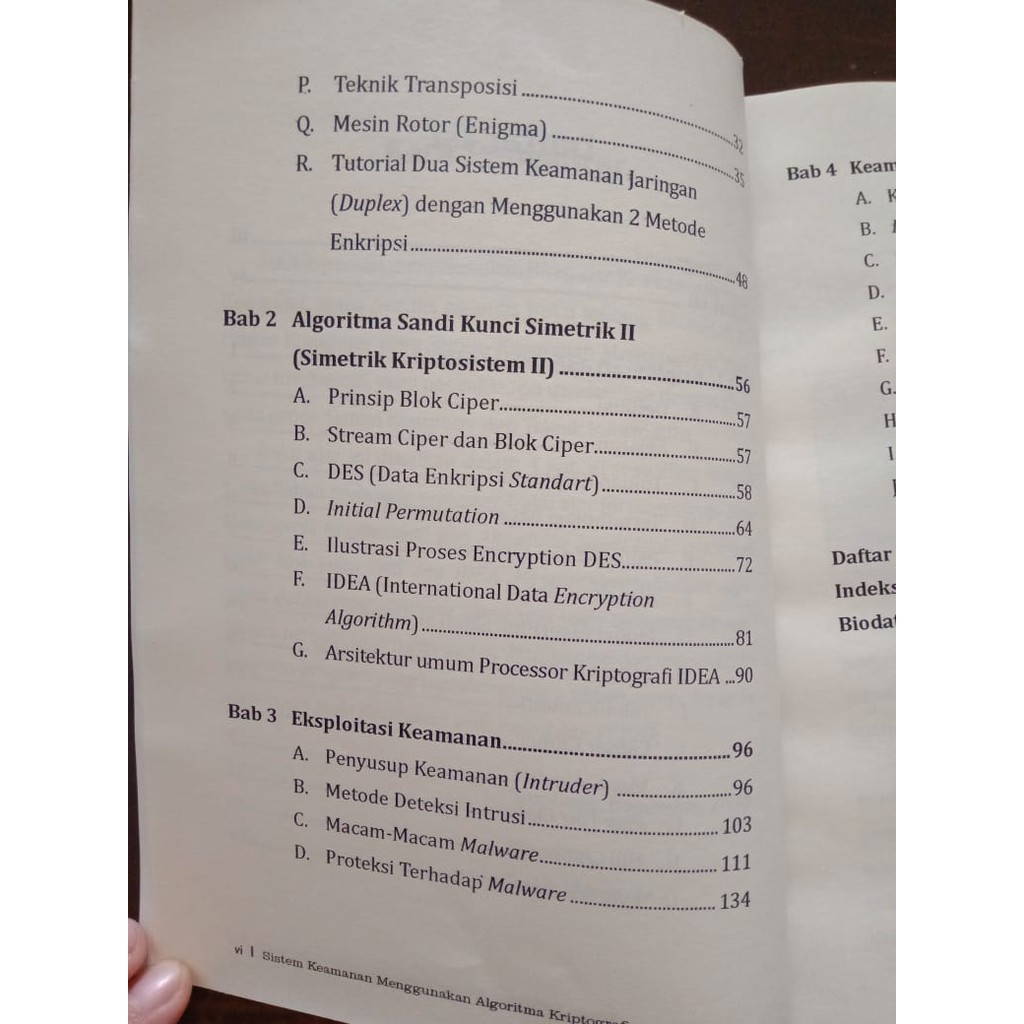 P. Teknik Transposisi ........ 32
Q. Mesin Rotor (Enigma) ........ 35
R. Tutorial Dua Sistem Keamanan Jaringan
(Duplex) dengan Menggunakan 2 Metode
Enkripsi ........ 48
Bab 2 Algoritma Sandi Kunci Simetrik II
(Simetrik Kriptosistem II) ........ 56
A. Prinsip Blok Ciper ........ 57
B. Stream Ciper dan Blok Ciper ........ 57
C. DES (Data Enkripsi Standart) ........ 58
D. Initial Permutation ........ 64
E. Ilustrasi Proses Encryption DES ........ 72
F. IDEA (International Data Encryption
Algorithm) ........ 81
G. Arsitektur umum Processor Kriptografi IDEA ...90
Bab 3 Eksploitasi Keamanan ........ 96
A. Penyusup Keamanan (Intruder) ........ 96
B. Metode Deteksi Intrusi ........ 103
C. Macam-Macam Malware ........ 111
D. Proteksi Terhadap Malware ........ 134
vi | Sistem Keamanan Menggunakan Algoritma Kriptografi
Bab 4 Keam
A. K
B.
C.
D.
E.
F.
G.
H
I
J
Daftar
Indeks
Biodat